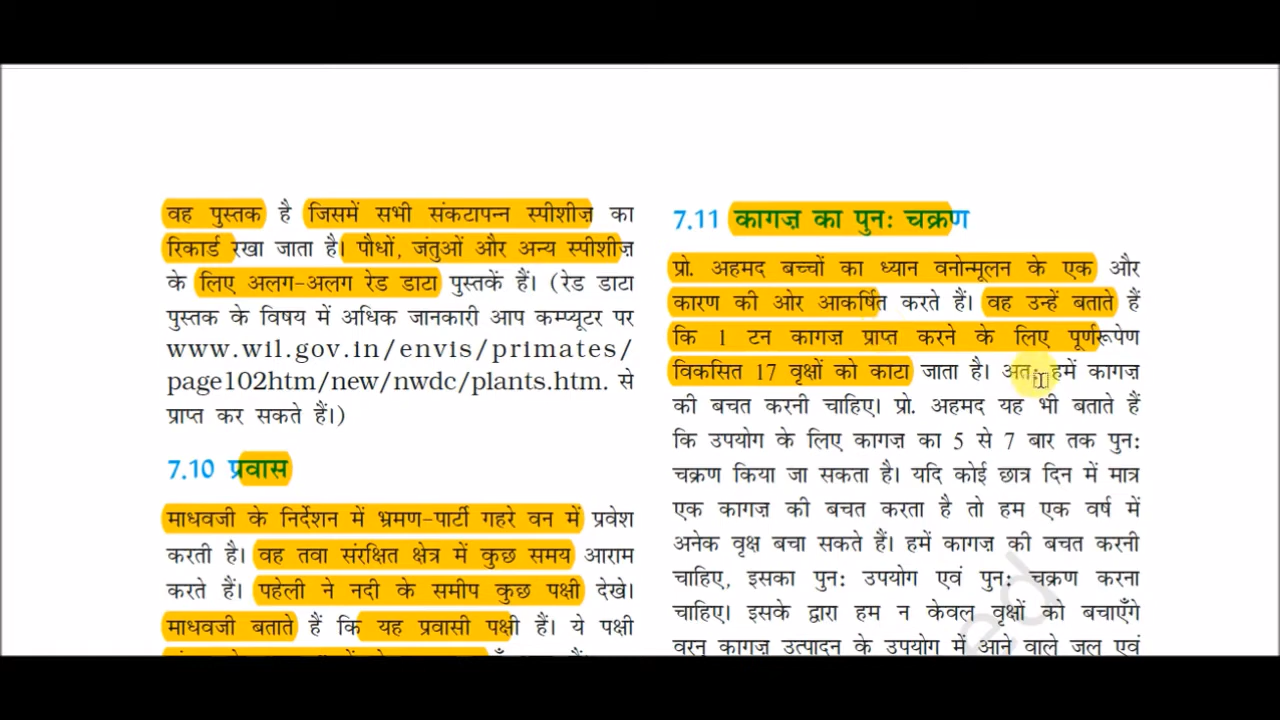 वह पुस्तक है जिसमें सभी संकटापन्न स्पीशीज़ का
रिकार्ड रखा जाता है। पौधों, जंतुओं और अन्य स्पीशीज़
के लिए अलग-अलग रेड डाटा पुस्तकें हैं। (रेड डाटा
पुस्तक के विषय में अधिक जानकारी आप कम्प्यूटर पर
www.wil.gov.in/envis/primates/
page102htm/new/nwdc/plants.htm. से
प्राप्त कर सकते हैं।)
7.10 प्रवास
माधवजी के निर्देशन में भ्रमण-पार्टी गहरे वन में प्रवेश
करती है। वह तवा संरक्षित क्षेत्र में कुछ समय आराम
करते हैं। पहेली ने नदी के समीप कुछ पक्षी देखे।
माधवजी बताते हैं कि यह प्रवासी पक्षी हैं। ये पक्षी
7.11 कागज़ का पुनः चक्रण
प्रो. अहमद बच्चों का ध्यान वनोन्मूलन के एक और
कारण की ओर आकर्षित करते हैं। वह उन्हें बताते हैं
कि 1 टन कागज़ प्राप्त करने के लिए पूर्णरूपेण
विकसित 17 वृक्षों को काटा जाता है। अतः हमें कागज़
की बचत करनी चाहिए। प्रो. अहमद यह भी बताते हैं
कि उपयोग के लिए कागज़ का 5 से 7 बार तक पुनः
चक्रण किया जा सकता है। यदि कोई छात्र दिन में मात्र
एक कागज़ की बचत करता है तो हम एक वर्ष में
अनेक वृक्ष बचा सकते हैं। हमें कागज़ की बचत करनी
चाहिए, इसका पुनः उपयोग एवं पुनः चक्रण करना
चाहिए। इसके द्वारा हम न केवल वृक्षों को बचाएँगे
वरन् कागज़ उत्पादन के उपयोग में आने वाले जल एवं
ed